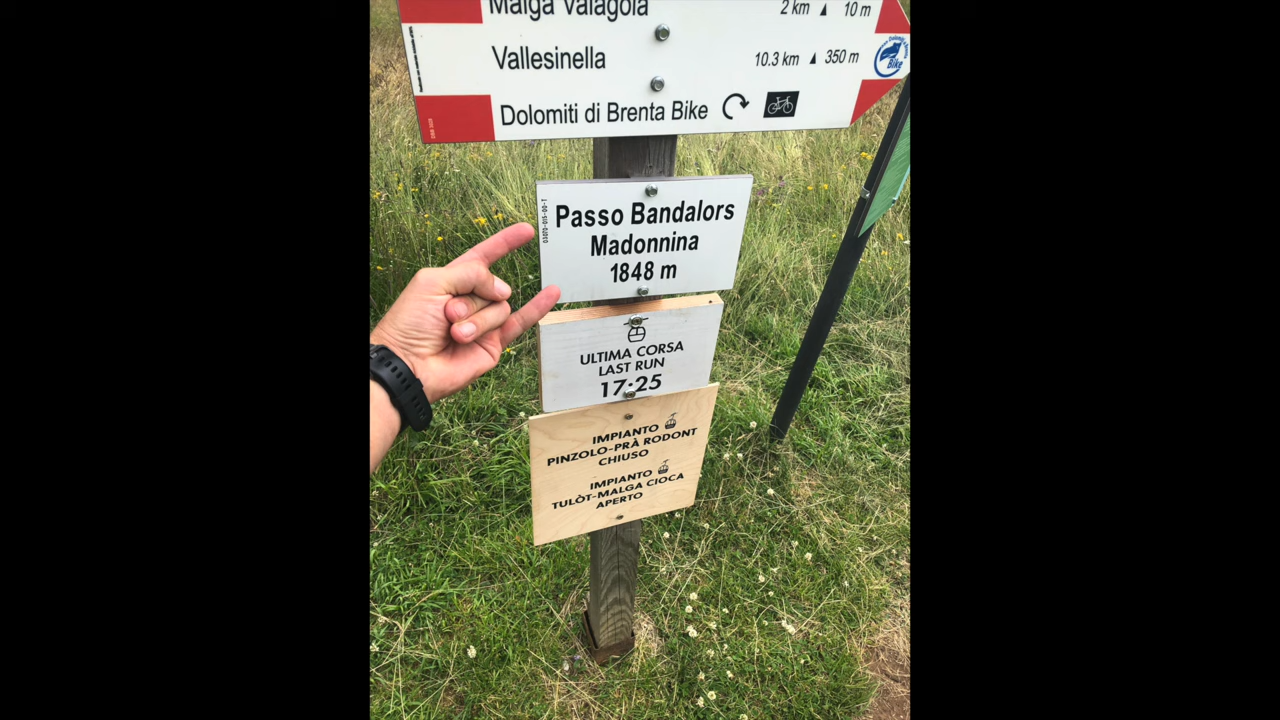 Malga Valagola 2 km ▲ 10 m
Vallesinella 10.3 km ▲ 350 m
Dolomiti di Brenta Bike
Bike
Passo Bandalors
Madonnina
1848 m
ULTIMA CORSA
LAST RUN
17:25
IMPIANTO
PINZOLO-PRÀ RODONT
CHIUSO
IMPIANTO
TULÒT-MALGA CIOCA
APERTO